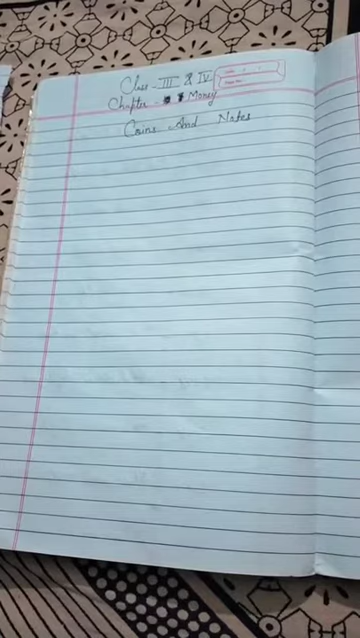 Class - III & IV
Chapter - Money
Coins And Notes